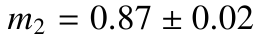 m₂ = 0.87 ± 0.02